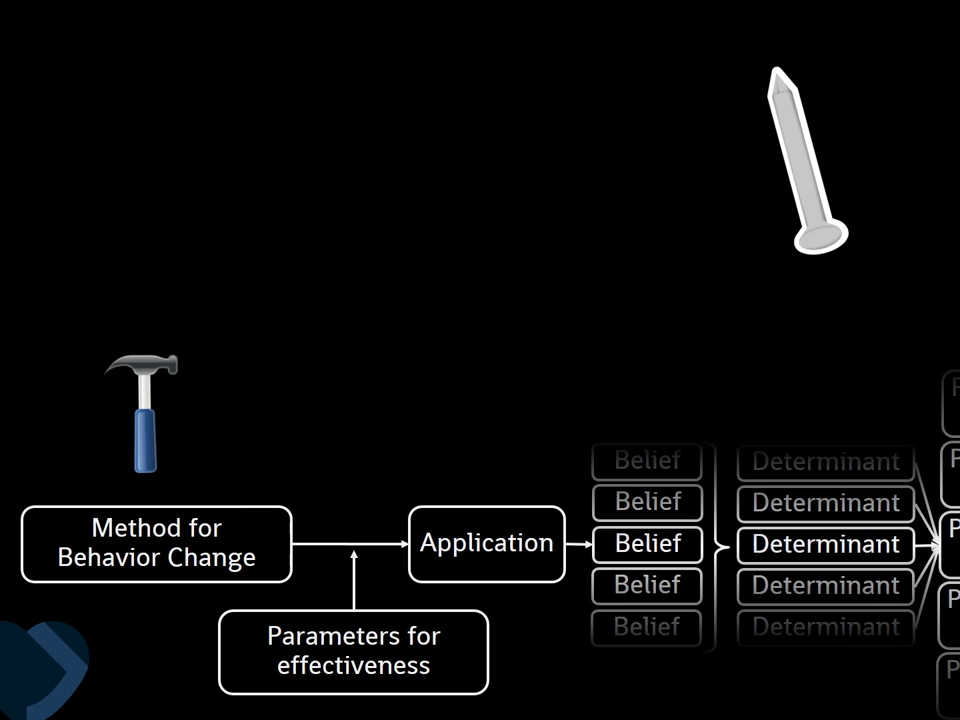 Method for
Behavior Change
Parameters for
effectiveness
Application
Belief
Belief
Belief
Belief
Belief
Determinant
Determinant
Determinant
Determinant
Determinant
P
P
P
P